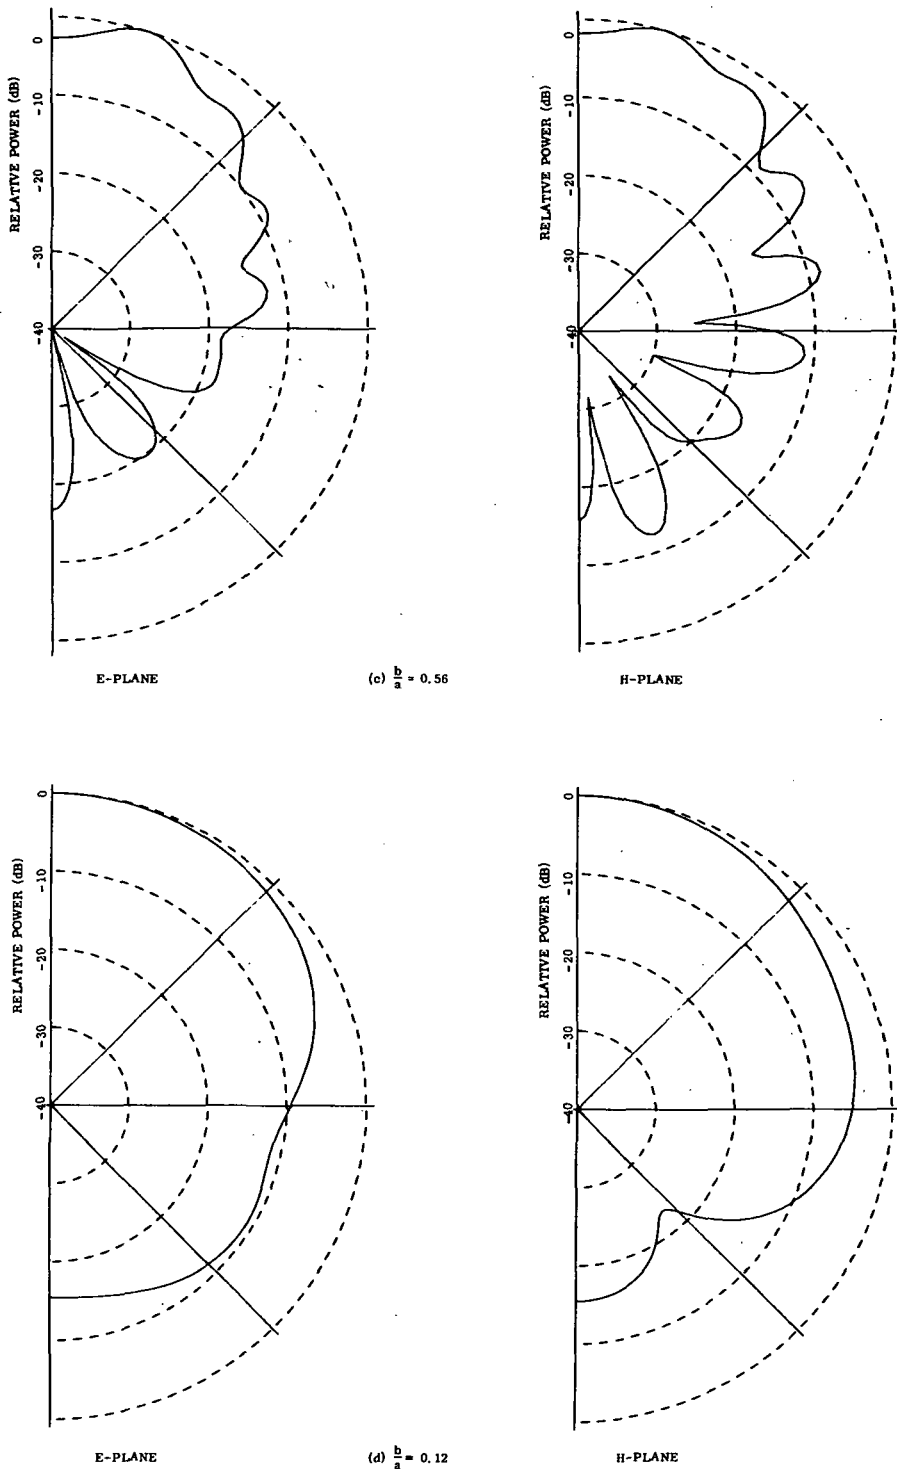 RELATIVE POWER (dB)
0
-10
-20
-30
-40
RELATIVE POWER (dB)
0
-10
-20
-30
-40
E-PLANE
(c) b/a = 0.56
H-PLANE
RELATIVE POWER (dB)
0
-10
-20
-30
-40
RELATIVE POWER (dB)
0
-10
-20
-30
-40
E-PLANE
(d) b/a = 0.12
H-PLANE